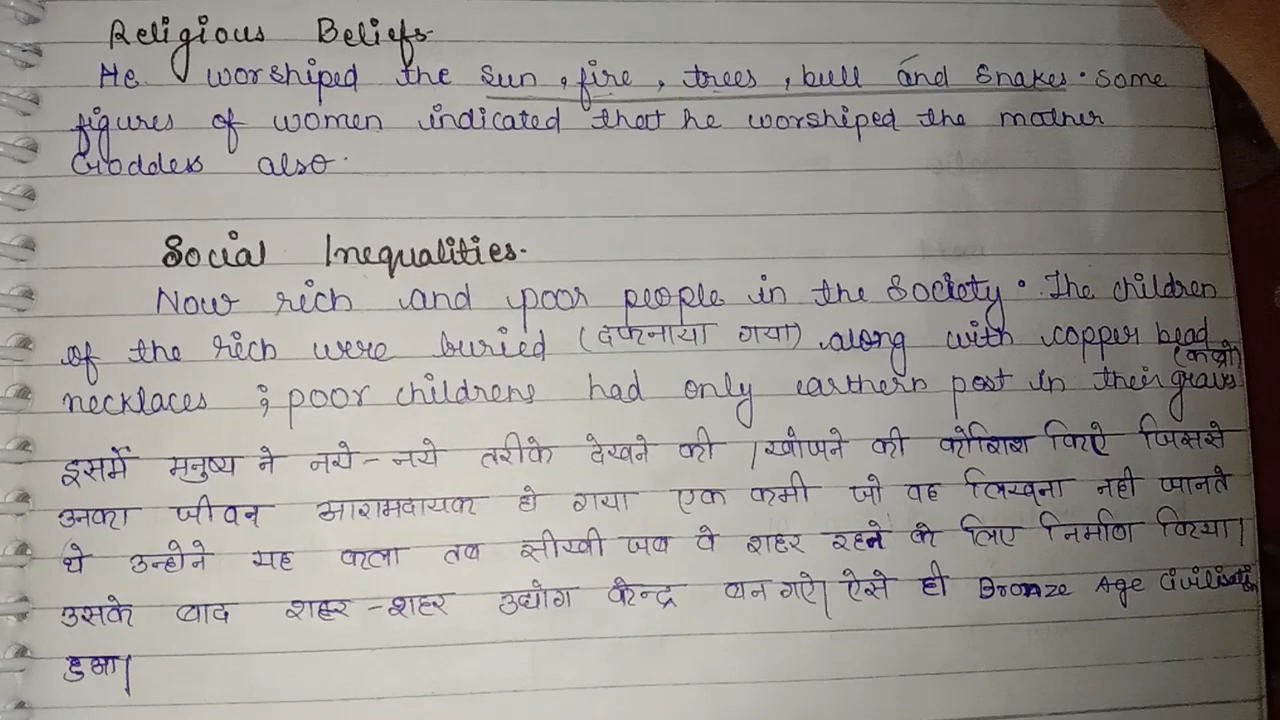 Religious Beliefs.
He worshiped the sun, fire, trees, bull and snakes. some
figures of women indicated that he worshiped the mother
Goddess also.
Social Inequalities.
Now rich and poor people in the society. The children
of the rich were buried (दफनाया गया) along with copper bead
(कब्रो)
necklaces ; poor childrens had only earthern post in their graves
इसमें मनुष्य ने नये-नये तरीके देखने की / खोजने की कोशिश किऐ जिससे
उनका जीवन आरामदायक हो गया एक कमी जो वह लिखना नही जानते
थे उन्होने यह कला तब सीखी जब वे शहर रहने के लिए निर्माण किया।
उसके बाद शहर-शहर उद्योग केन्द्र बन गऐ। ऐसे ही Bronze Age Civilisation
हुआ।